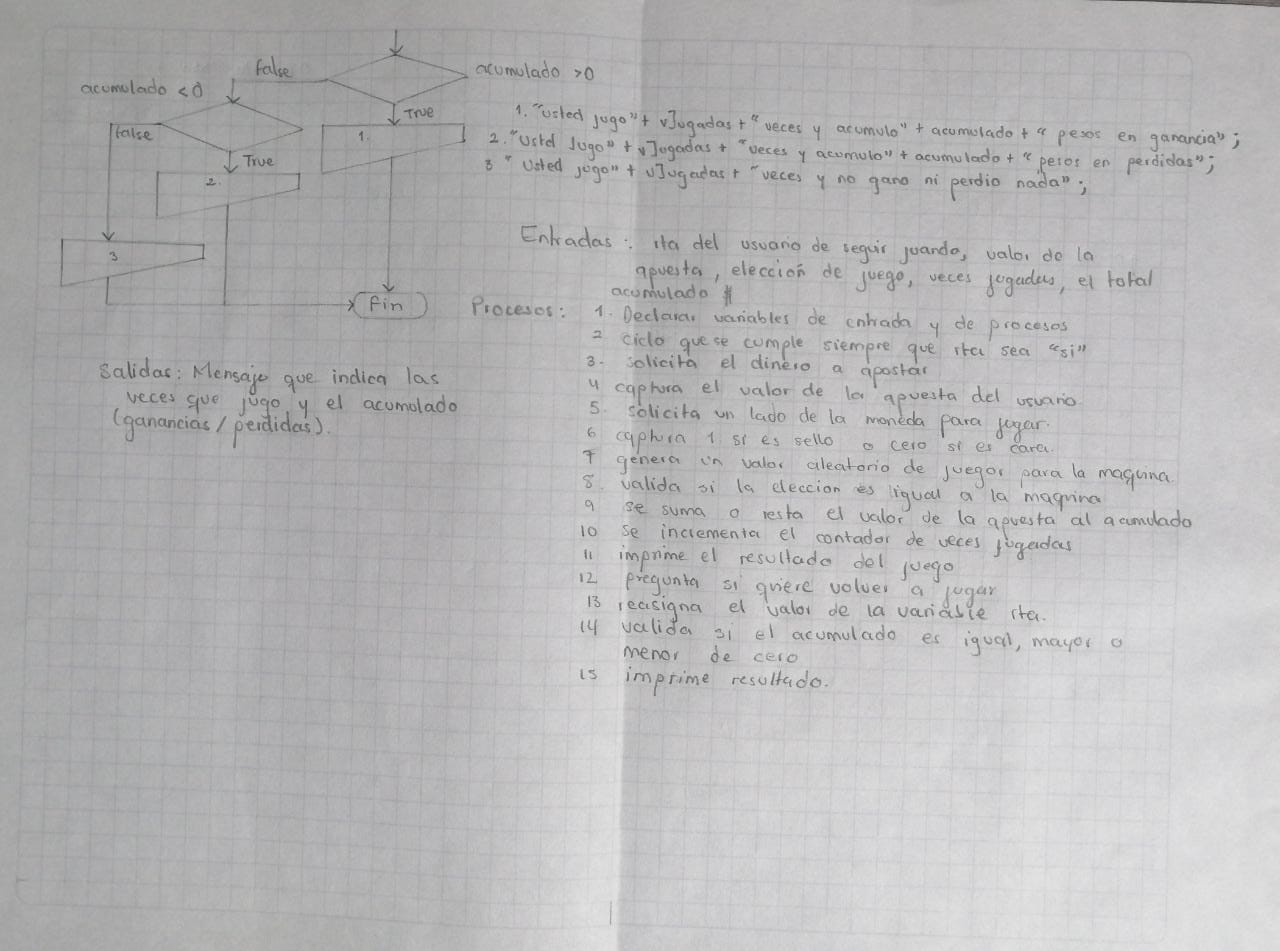 acumulado >0
False
acumulado <0
True
False
1.
True
2.
3
Fin
1. "Usted jugo" + vJugadas + " veces y acumulo" + acumulado + " pesos en ganancia";
2. "Ustd Jugo" + vJugadas + "veces y acumulo" + acumulado + " pesos en perdidas";
3 " Usted jugo" + vJugadas + "veces y no gano ni perdio nada";
Entradas: rta del usuario de seguir juando, valor de la
apuesta, elección de juego, veces jugadas, el total
acumulado
Procesos: 1. Declarar variables de entrada y de procesos
2 ciclo que se cumple siempre que rta sea "si"
3. solicita el dinero a apostar
4 captura el valor de la apuesta del usuario
5. solicita un lado de la moneda para jugar.
6 captura 1 si es sello o cero si es cara.
7 genera un valor aleatorio de juegor para la maquina.
8. valida si la eleccion es igual a la maquina
9 se suma o resta el valor de la apuesta al acumulado
10 se incrementa el contador de veces jugadas
11 imprime el resultado del juego
12 pregunta si quiere volver a jugar
13 reasigna el valor de la variable rta.
14 valida si el acumulado es igual, mayor o
menor de cero
15 imprime resultado.
Salidas: Mensaje que indica las
veces que jugo y el acumulado
(ganancias / perdidas).